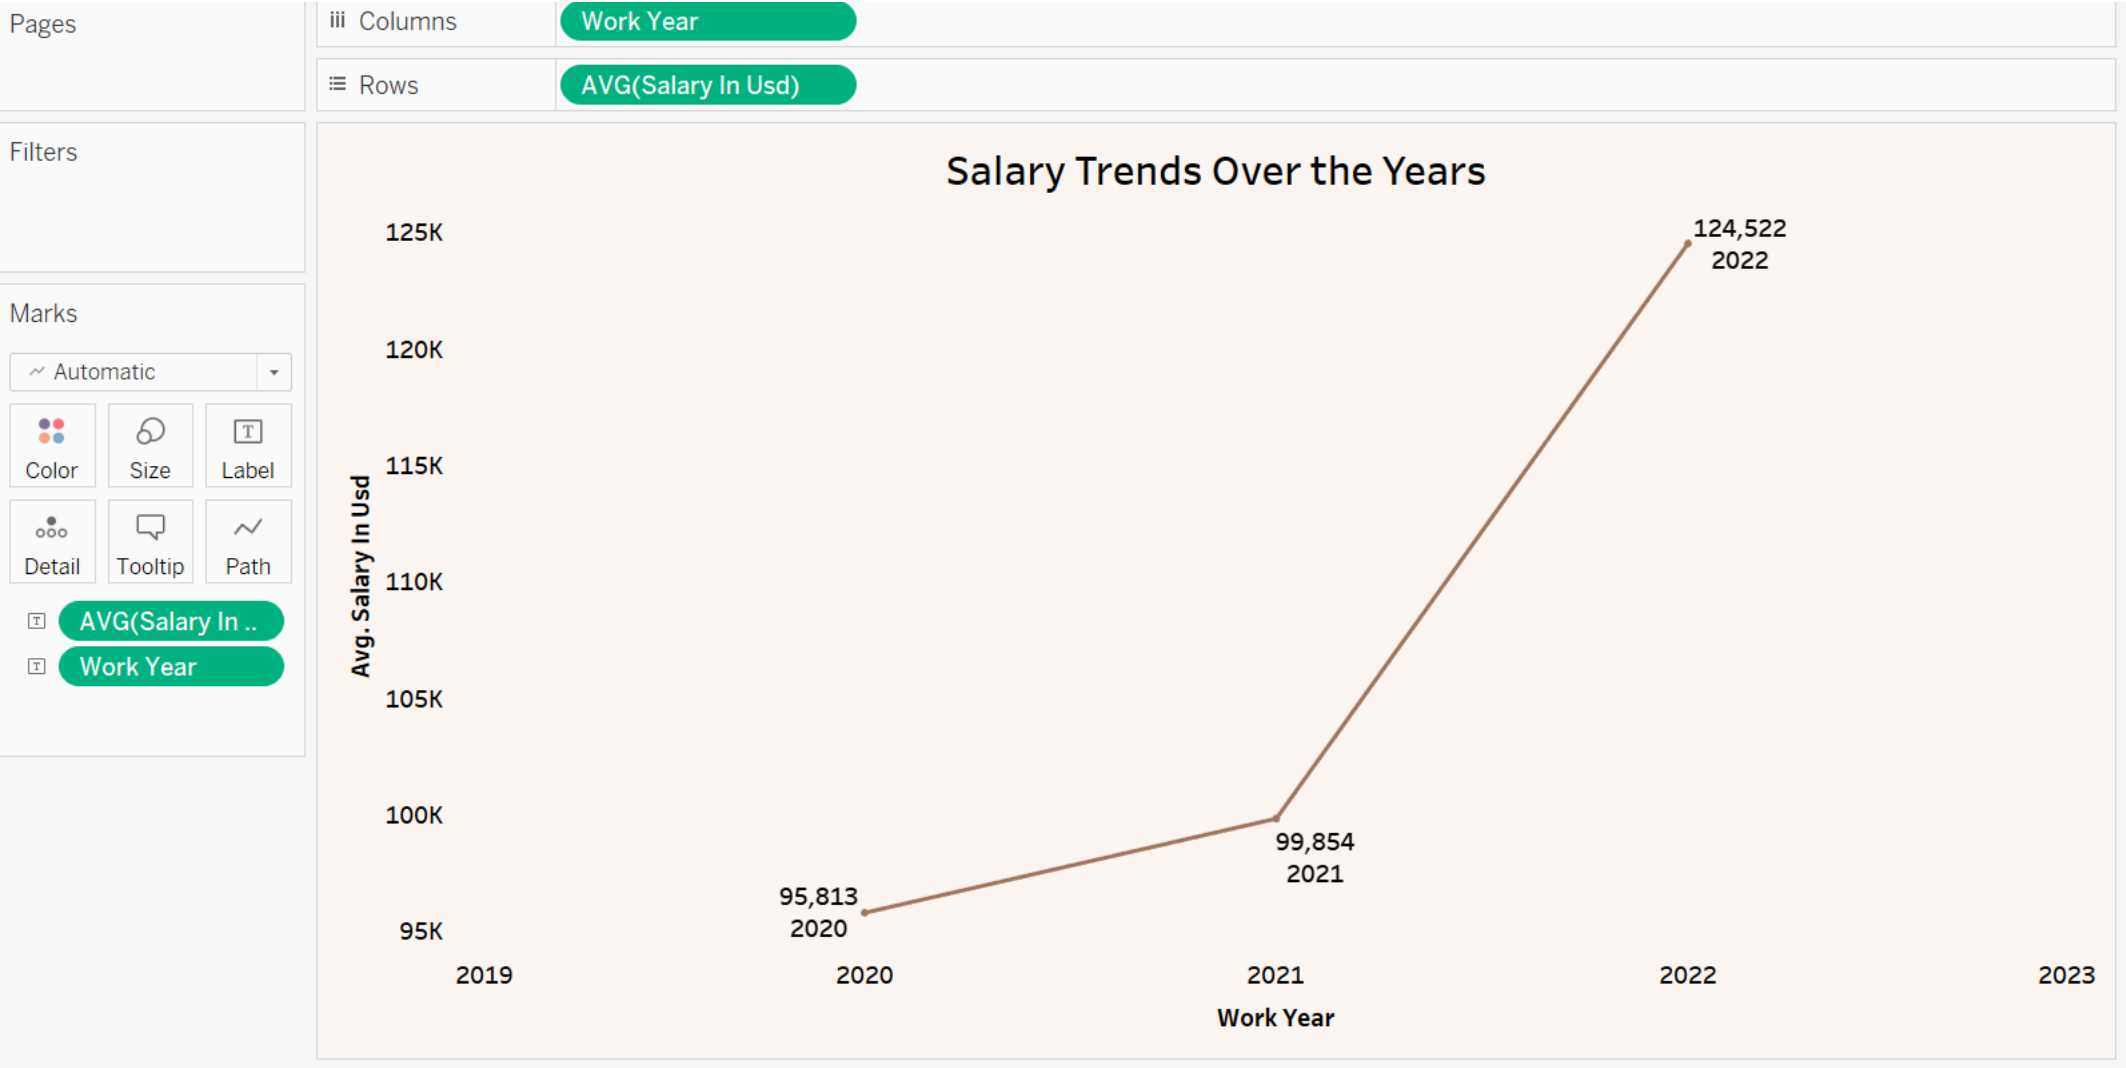 Pages
Columns
Work Year
Rows
AVG(Salary In Usd)
Filters
Marks
Automatic
Color
Size
T
Label
Detail
Tooltip
Path
T
AVG(Salary In ..
T
Work Year
Salary Trends Over the Years
Avg. Salary In Usd
125K
120K
115K
110K
105K
100K
95K
124,522
2022
99,854
2021
95,813
2020
2019
2020
2021
2022
2023
Work Year